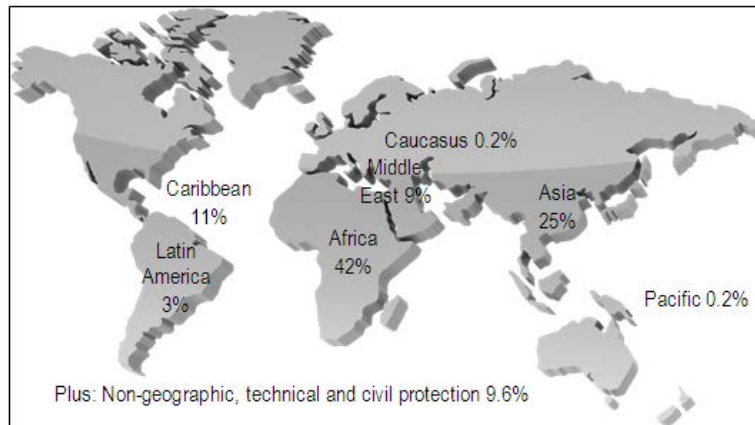 Caucasus 0.2%
Middle
East 9%
Caribbean
11%
Asia
25%
Africa
42%
Latin
America
3%
Pacific 0.2%
Plus: Non-geographic, technical and civil protection 9.6%